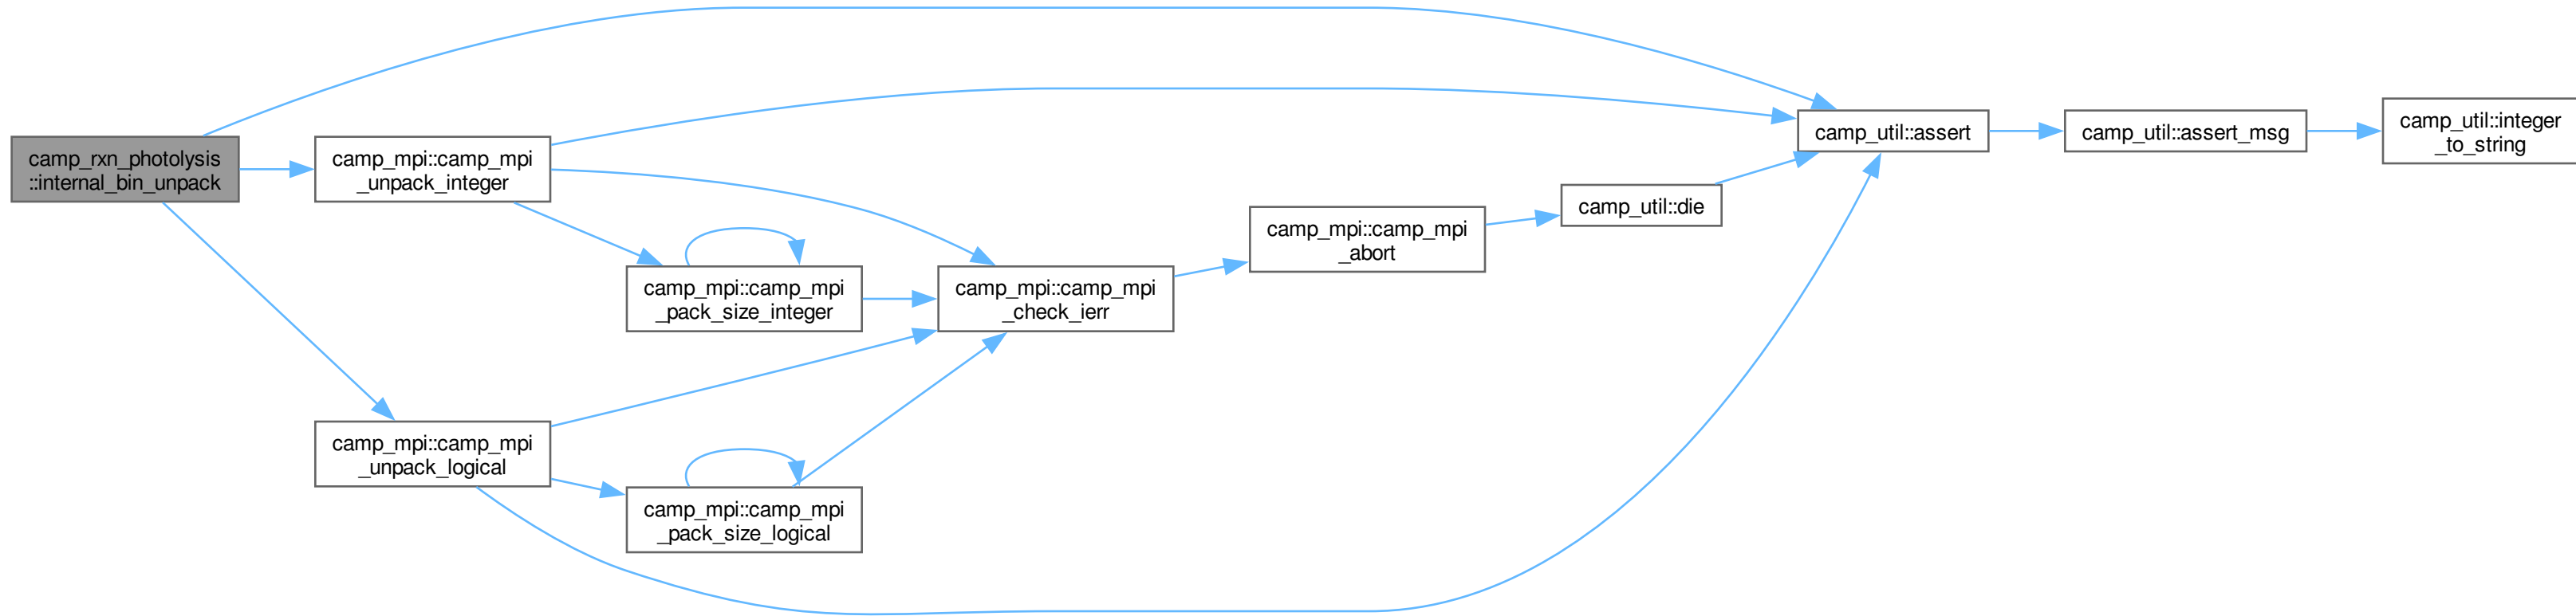 camp_rxn_photolysis
::internal_bin_unpack
camp_mpi::camp_mpi
_unpack_integer
camp_mpi::camp_mpi
_unpack_logical
camp_mpi::camp_mpi
_pack_size_integer
camp_mpi::camp_mpi
_pack_size_logical
camp_mpi::camp_mpi
_check_ierr
camp_mpi::camp_mpi
_abort
camp_util::die
camp_util::assert
camp_util::assert_msg
camp_util::integer
_to_string